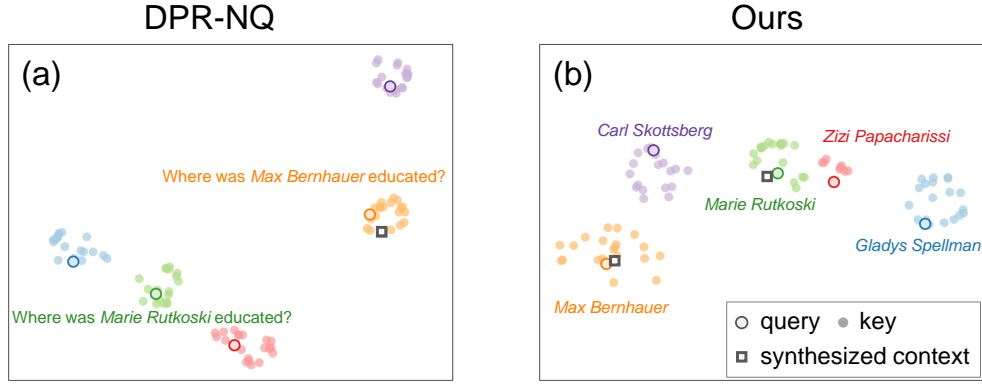 DPR-NQ
Ours
(a)
Where was Max Bernhauer educated?
Where was Marie Rutkoski educated?
(b)
Carl Skottsberg
Zizi Papacharissi
Marie Rutkoski
Gladys Spellman
Max Bernhauer
query
key
synthesized context